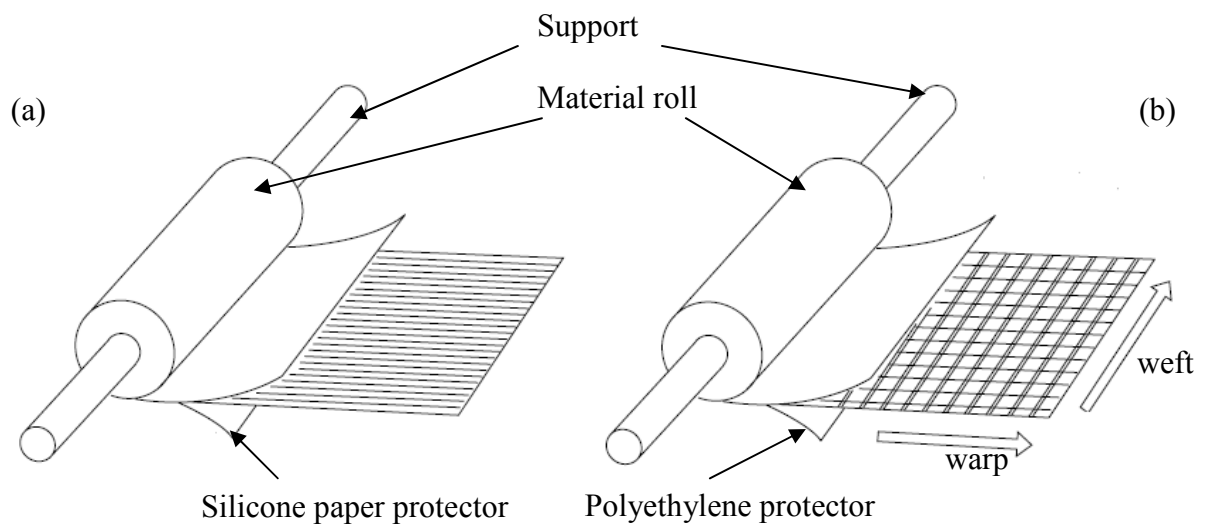 Support
(a)
Material roll
(b)
weft
warp
Silicone paper protector
Polyethylene protector